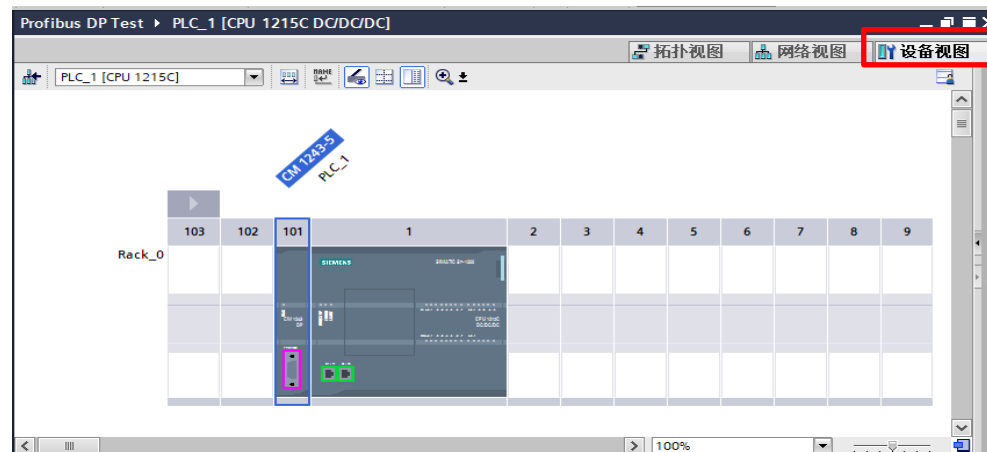 Profibus DP Test ▸ PLC_1 [CPU 1215C DC/DC/DC]
拓扑视图 网络视图 设备视图
PLC_1 [CPU 1215C]
CM 1243-5
PLC_1
103 102 101 1 2 3 4 5 6 7 8 9
Rack_0
SIEMENS
100%